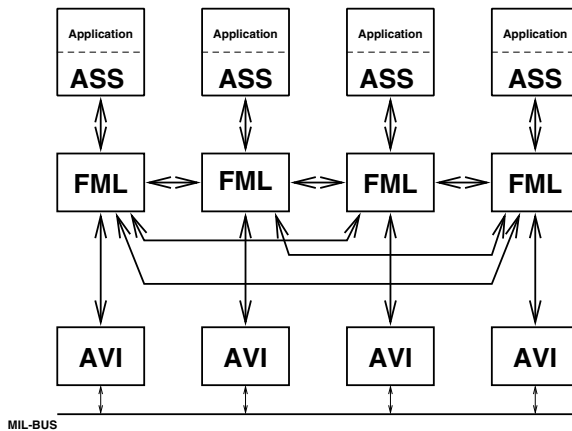 Application Application Application Application
ASS ASS ASS ASS
FML FML FML FML
AVI AVI AVI AVI
MIL-BUS